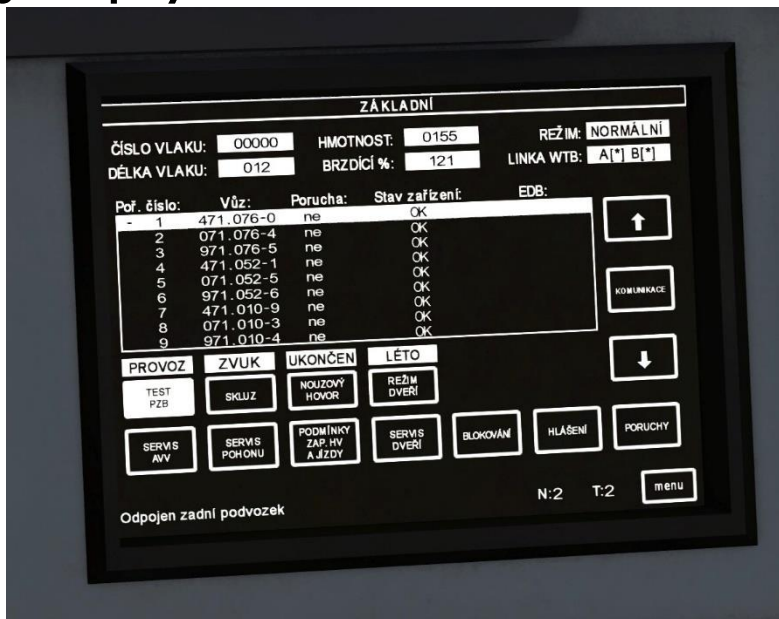 ZÁKLADNÍ
ČÍSLO VLAKU: 00000 HMOTNOST: 0155 REŽIM: NORMÁLNÍ
DÉLKA VLAKU: 012 BRZDÍCÍ %: 121 LINKA WTB: A[*] B[*]
Poř. číslo: Vůz: Porucha: Stav zařízení: EDB:
- 1 471.076-0 ne OK
2 071.076-4 ne OK
3 971.076-5 ne OK
4 471.052-1 ne OK
5 071.052-5 ne OK
6 971.052-6 ne OK
7 471.010-9 ne OK
8 071.010-3 ne OK
9 971.010-4 ne OK
KOMUNIKACE
PROVOZ ZVUK UKONČEN LÉTO
TEST PZB SKLUZ NOUZOVÝ HOVOR REŽIM DVEŘÍ
SERVIS AVV SERVIS POHONU PODMÍNKY ZAP. HV A JÍZDY SERVIS DVEŘÍ BLOKOVÁNÍ HLÁŠENÍ PORUCHY
N:2 T:2 menu
Odpojen zadní podvozek